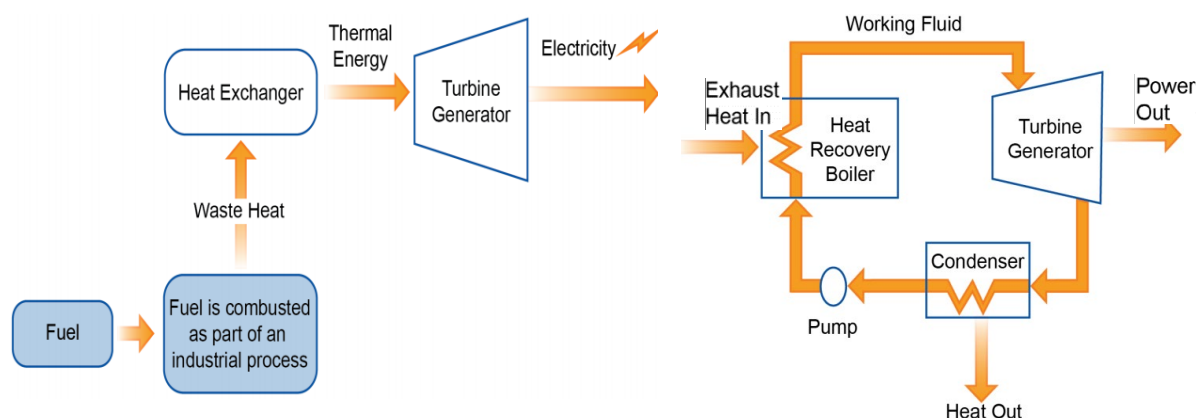 Thermal
Energy
Heat Exchanger
Turbine
Generator
Electricity
Waste Heat
Fuel
Fuel is combusted
as part of an
industrial process
Working Fluid
Exhaust
Heat In
Heat
Recovery
Boiler
Turbine
Generator
Power
Out
Condenser
Pump
Heat Out